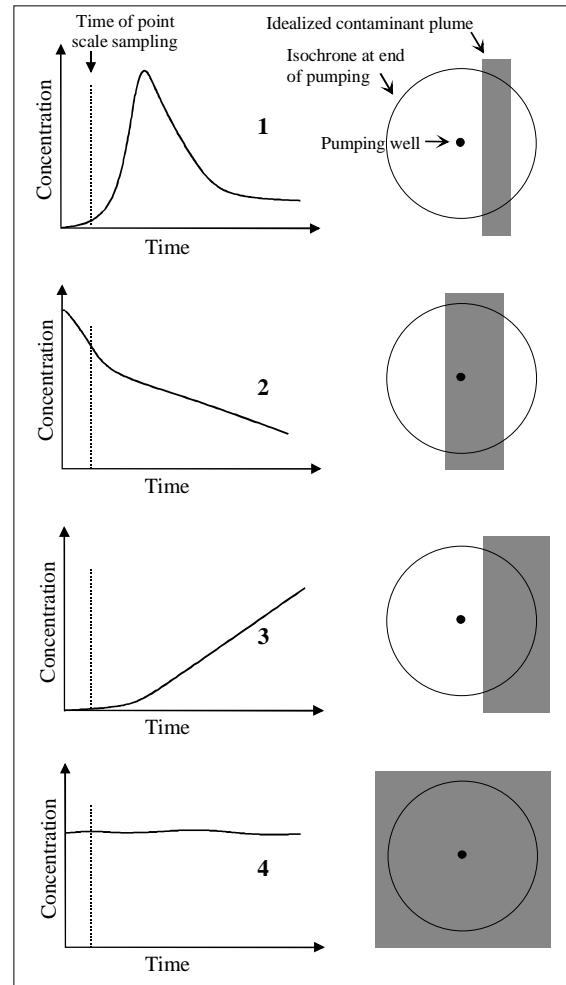 Time of point
scale sampling
Idealized contaminant plume
Isochrone at end
of pumping
Pumping well
Concentration
1
Time
Concentration
2
Time
Concentration
3
Time
Concentration
4
Time